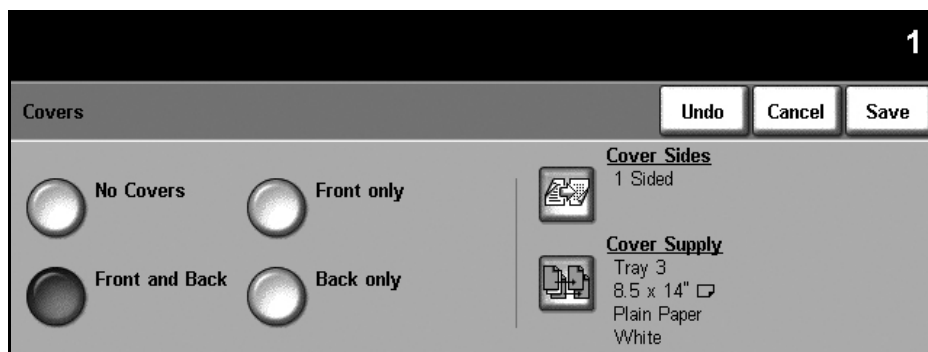 1
Covers
Undo
Cancel
Save
No Covers
Front only
Front and Back
Back only
Cover Sides
1 Sided
Cover Supply
Tray 3
8.5 x 14"
Plain Paper
White